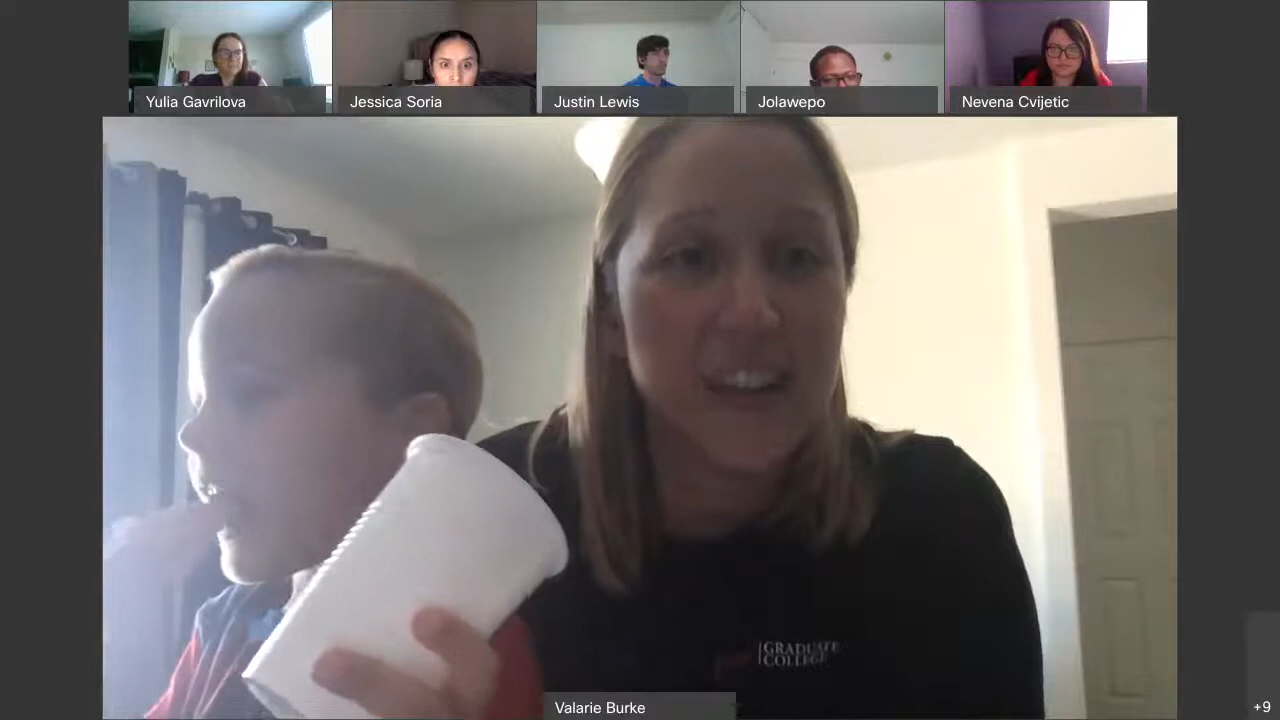 Yulia Gavrilova
Jessica Soria
Justin Lewis
Jolawepo
Nevena Cvijetic
GRADUATE
COLLEGE
Valarie Burke
+9